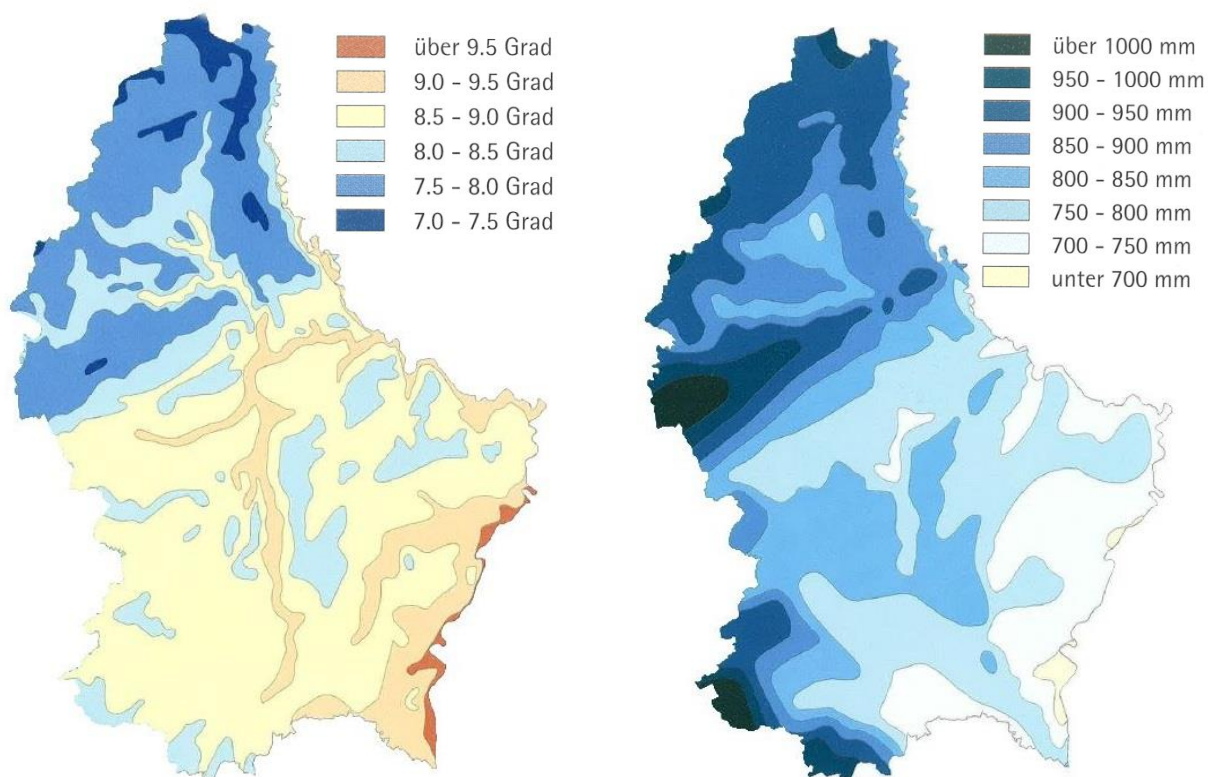 über 9.5 Grad
9.0 - 9.5 Grad
8.5 - 9.0 Grad
8.0 - 8.5 Grad
7.5 - 8.0 Grad
7.0 - 7.5 Grad
über 1000 mm
950 - 1000 mm
900 - 950 mm
850 - 900 mm
800 - 850 mm
750 - 800 mm
700 - 750 mm
unter 700 mm